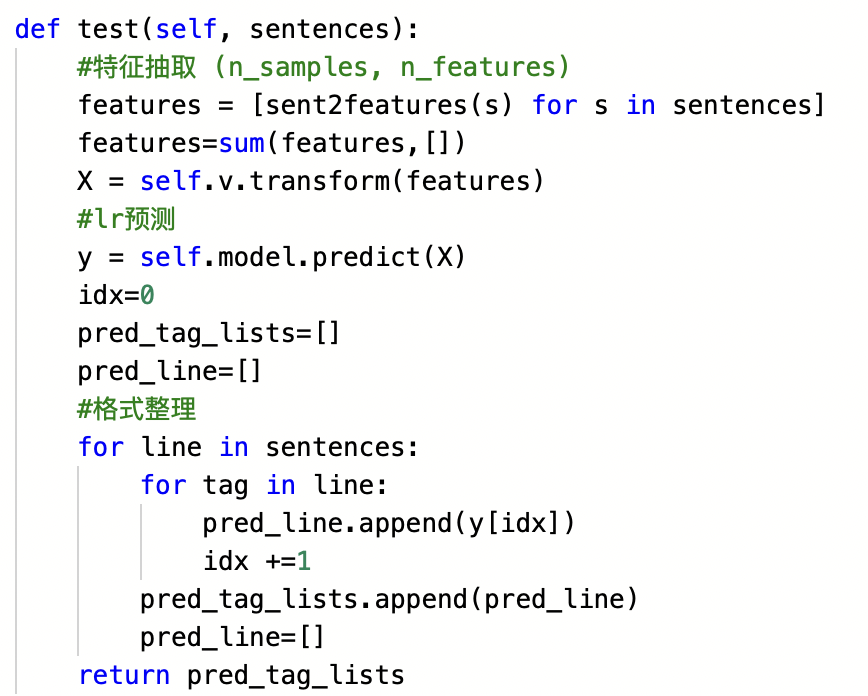 def test(self, sentences):
    #特征抽取 (n_samples, n_features)
    features = [sent2features(s) for s in sentences]
    features=sum(features,[])
    X = self.v.transform(features)
    #lr预测
    y = self.model.predict(X)
    idx=0
    pred_tag_lists=[]
    pred_line=[]
    #格式整理
    for line in sentences:
        for tag in line:
            pred_line.append(y[idx])
            idx +=1
        pred_tag_lists.append(pred_line)
        pred_line=[]
    return pred_tag_lists